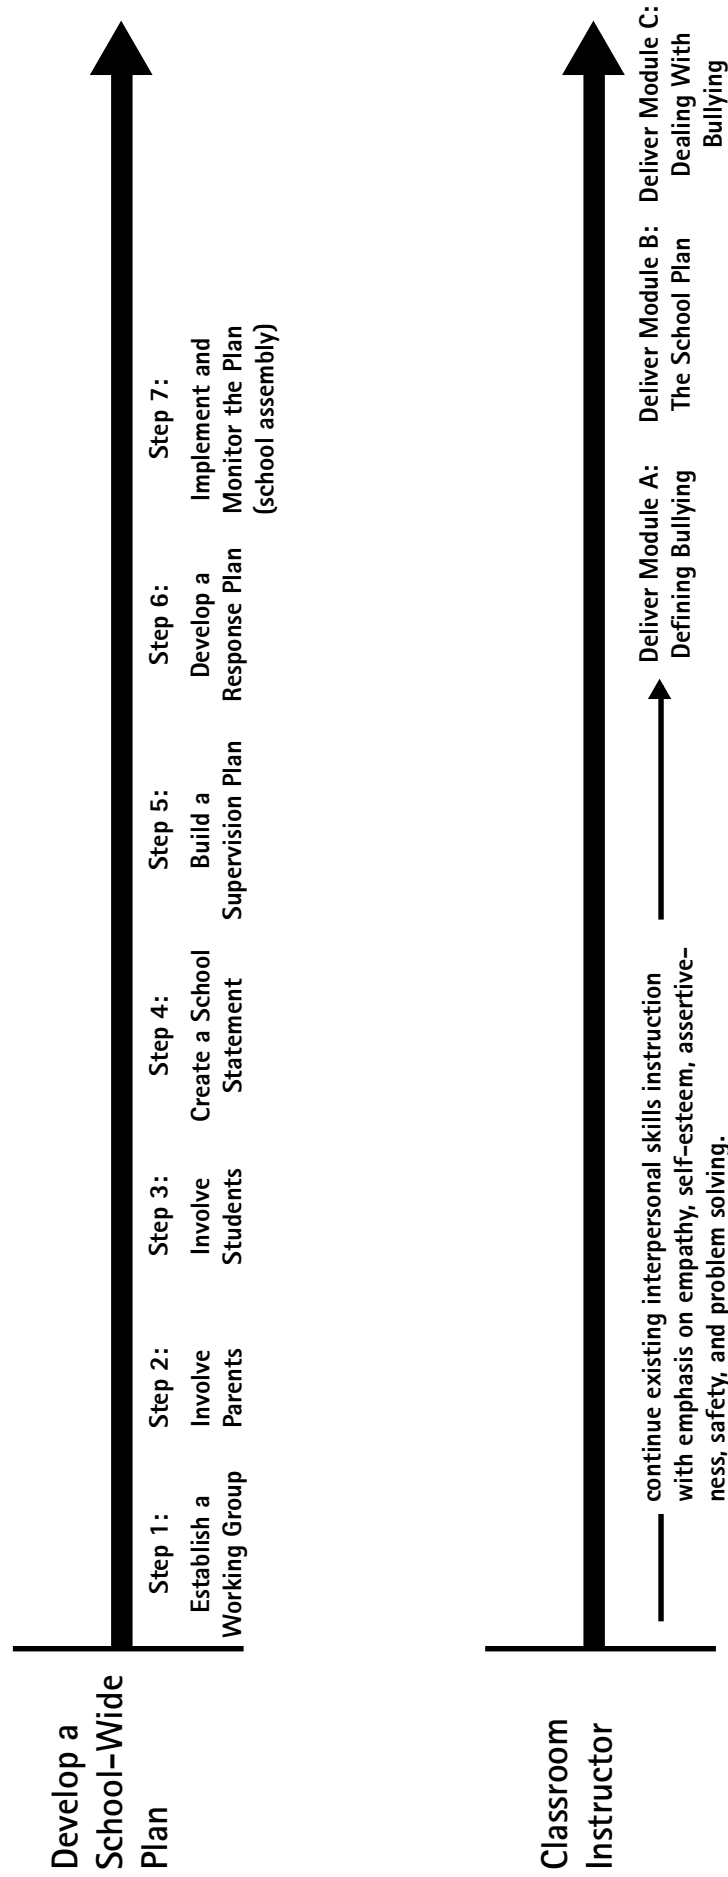 Develop a
School-Wide
Plan
Step 1:
Establish a
Working Group
Step 2:
Involve
Parents
Step 3:
Involve
Students
Step 4:
Create a School
Statement
Step 5:
Build a
Supervision Plan
Step 6:
Develop a
Response Plan
Step 7:
Implement and
Monitor the Plan
(school assembly)
Classroom
Instructor
continue existing interpersonal skills instruction
with emphasis on empathy, self-esteem, assertive-
ness, safety, and problem solving.
Deliver Module A:
Defining Bullying
Deliver Module B:
The School Plan
Deliver Module C:
Dealing With
Bullying